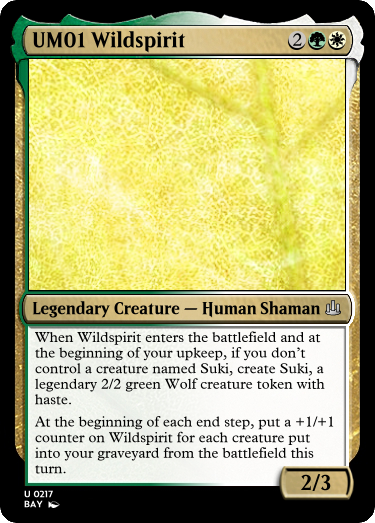 UM01 Wildspirit 2
Legendary Creature — Human Shaman
When Wildspirit enters the battlefield and at
the beginning of your upkeep, if you don't
control a creature named Suki, create Suki, a
legendary 2/2 green Wolf creature token with
haste.
At the beginning of each end step, put a +1/+1
counter on Wildspirit for each creature put
into your graveyard from the battlefield this
turn.
2/3
U 0217
BAY